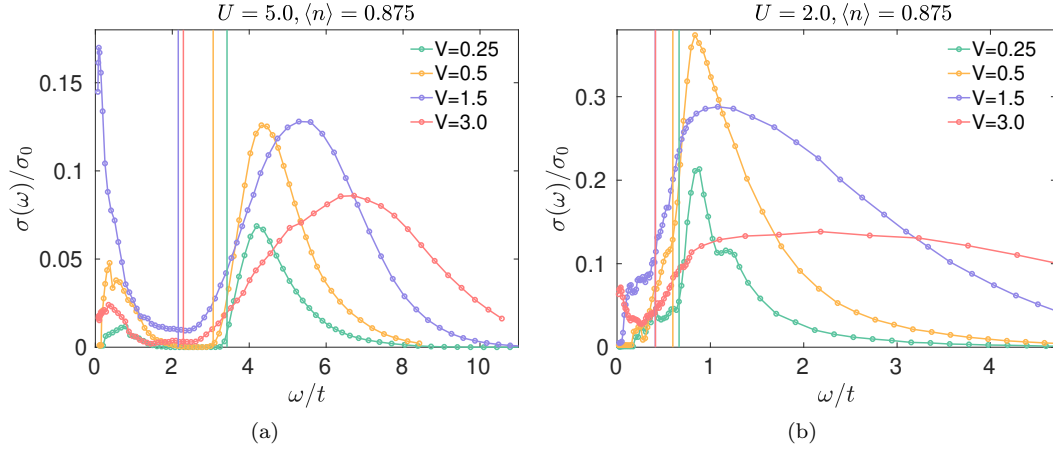 U = 5.0, ⟨n⟩ = 0.875
V=0.25
V=0.5
V=1.5
V=3.0
0.15
0.1
0.05
0
σ(ω)/σ₀
0 2 4 6 8 10
ω/t
(a)
U = 2.0, ⟨n⟩ = 0.875
V=0.25
V=0.5
V=1.5
V=3.0
0.3
0.2
0.1
0
σ(ω)/σ₀
0 1 2 3 4
ω/t
(b)